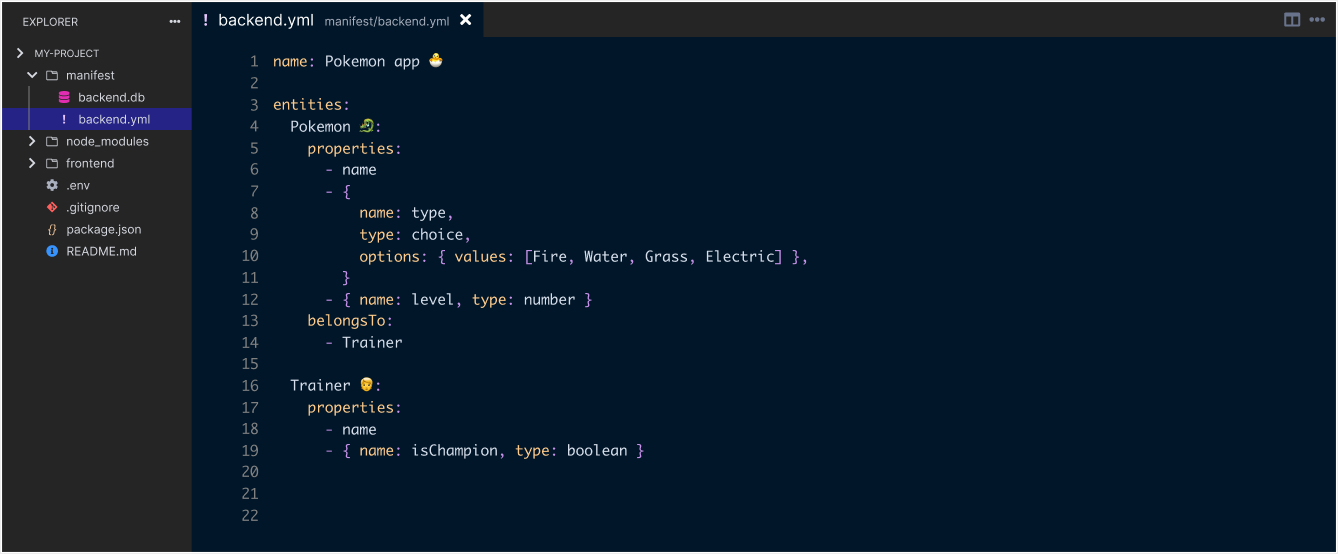 EXPLORER
MY-PROJECT
manifest
backend.db
! backend.yml
node_modules
frontend
.env
.gitignore
{} package.json
i README.md
! backend.yml manifest/backend.yml
1 name: Pokemon app 🐣
2
3 entities:
4   Pokemon 🐲:
5     properties:
6       - name
7       - {
8           name: type,
9           type: choice,
10           options: { values: [Fire, Water, Grass, Electric] },
11         }
12       - { name: level, type: number }
13     belongsTo:
14       - Trainer
15
16   Trainer 👨:
17     properties:
18       - name
19       - { name: isChampion, type: boolean }
20
21
22